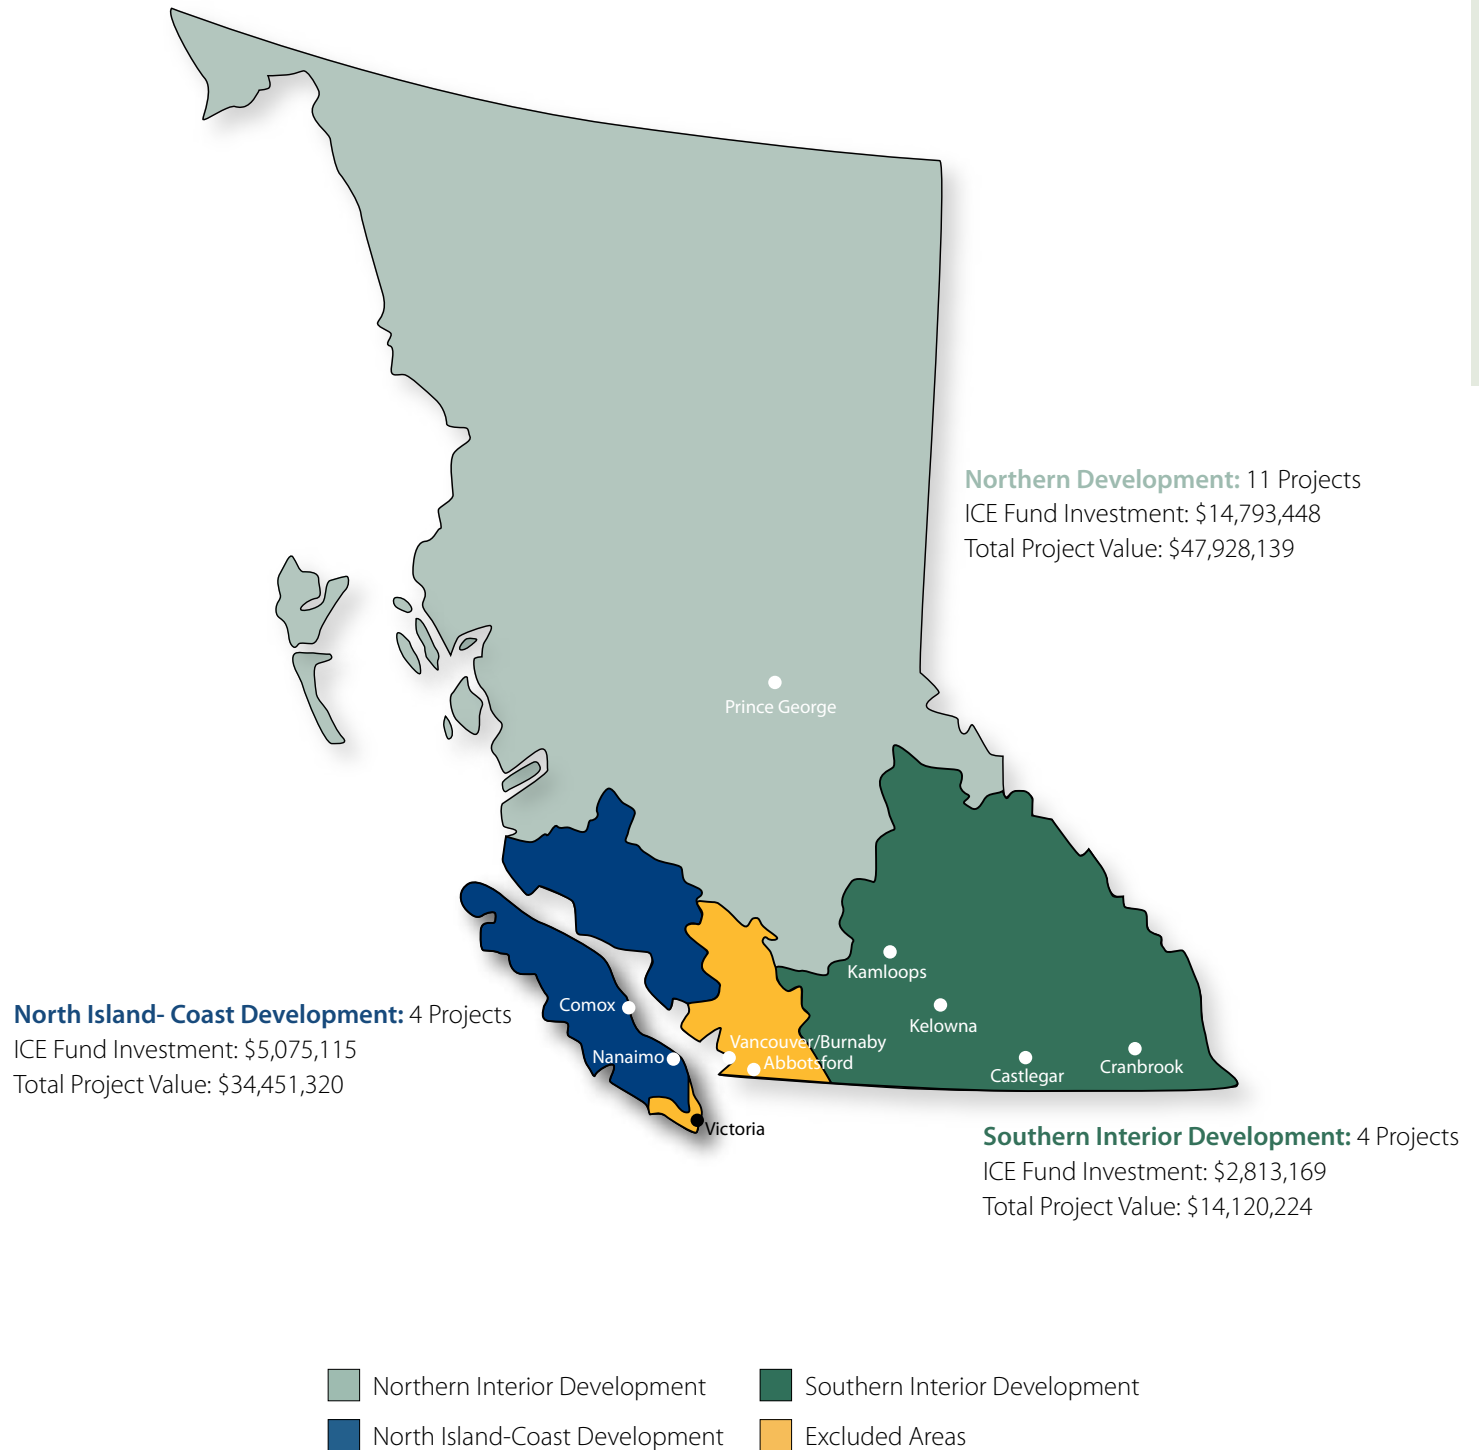 Northern Development: 11 Projects
ICE Fund Investment: $14,793,448
Total Project Value: $47,928,139
Prince George
Kamloops
Comox
Kelowna
North Island- Coast Development: 4 Projects
ICE Fund Investment: $5,075,115
Total Project Value: $34,451,320
Vancouver/Burnaby
Nanaimo
Abbotsford
Castlegar
Cranbrook
Victoria
Southern Interior Development: 4 Projects
ICE Fund Investment: $2,813,169
Total Project Value: $14,120,224
Northern Interior Development
Southern Interior Development
North Island-Coast Development
Excluded Areas